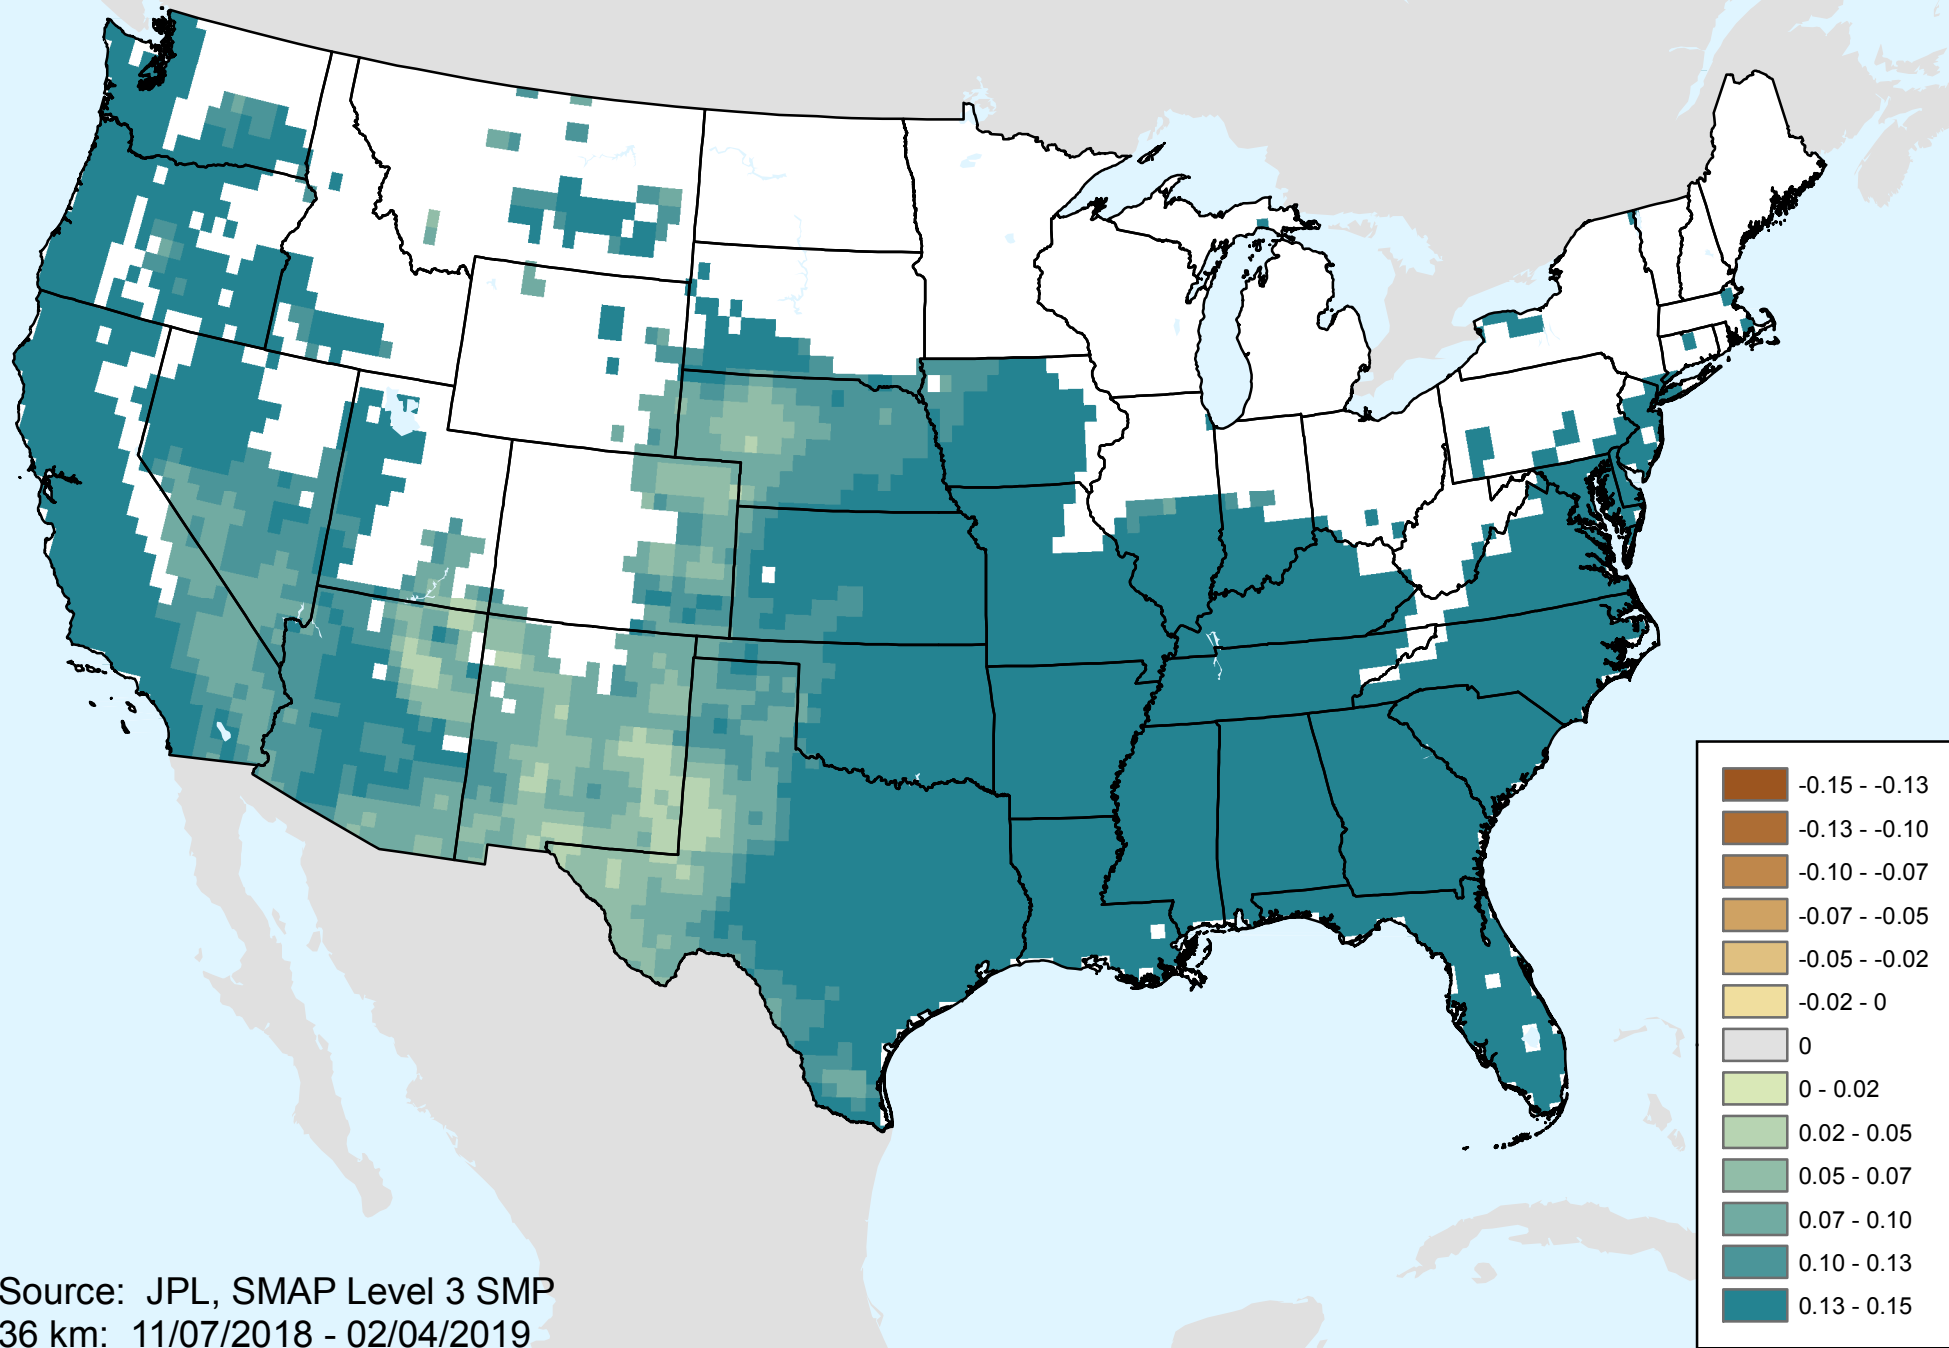 -0.15 - -0.13
-0.13 - -0.10
-0.10 - -0.07
-0.07 - -0.05
-0.05 - -0.02
-0.02 - 0
0
0 - 0.02
0.02 - 0.05
0.05 - 0.07
0.07 - 0.10
0.10 - 0.13
0.13 - 0.15
Source: JPL, SMAP Level 3 SMP
36 km: 11/07/2018 - 02/04/2019